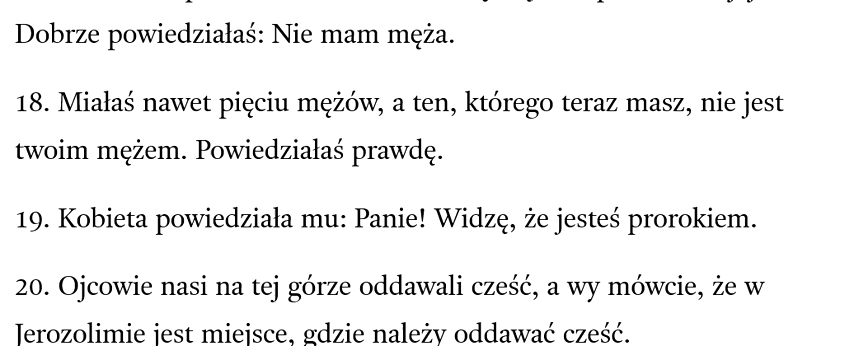 Dobrze powiedziałaś: Nie mam męża.
18. Miałaś nawet pięciu mężów, a ten, którego teraz masz, nie jest
twoim mężem. Powiedziałaś prawdę.
19. Kobieta powiedziała mu: Panie! Widzę, że jesteś prorokiem.
20. Ojcowie nasi na tej górze oddawali cześć, a wy mówcie, że w
Jerozolimie jest miejsce, gdzie należy oddawać cześć.